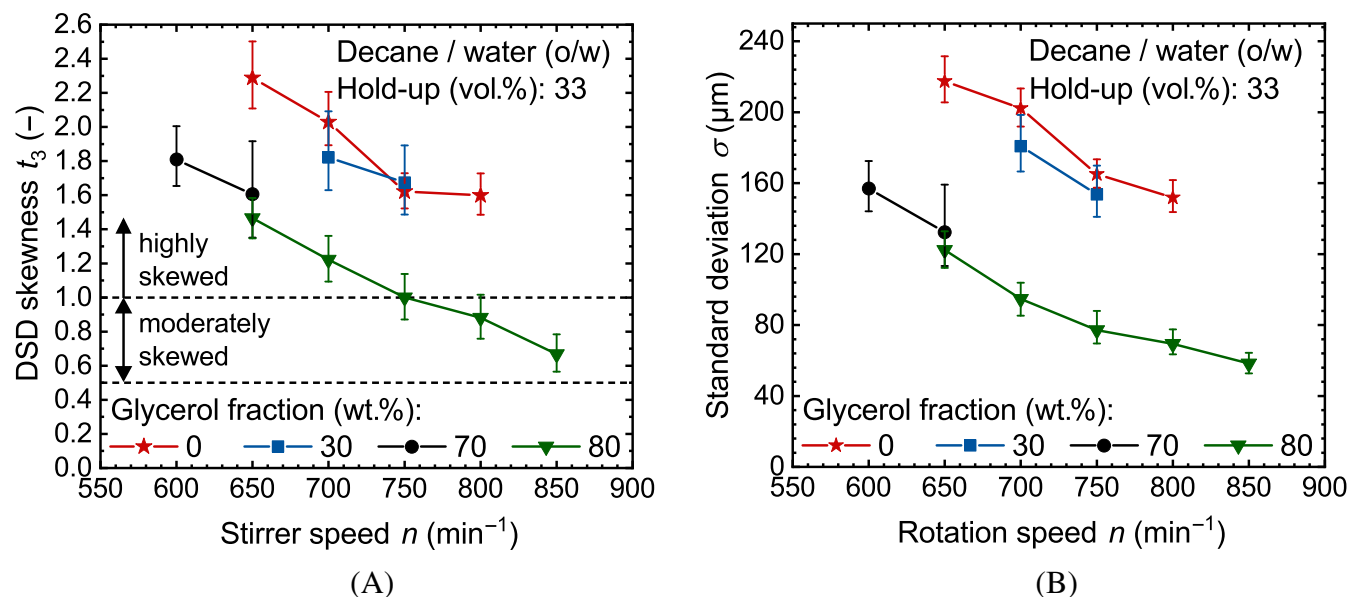 2.6
2.4
2.2
2.0
1.8
1.6
1.4
1.2
1.0
0.8
0.6
0.4
0.2
0.0
DSD skewness t₃ (–)
Decane / water (o/w)
Hold-up (vol.%): 33
highly
skewed
moderately
skewed
Glycerol fraction (wt.%):
0 30 70 80
550 600 650 700 750 800 850 900
Stirrer speed n (min⁻¹)
(A)
240
200
160
120
80
40
0
Standard deviation σ (μm)
Decane / water (o/w)
Hold-up (vol.%): 33
Glycerol fraction (wt.%):
0 30 70 80
550 600 650 700 750 800 850 900
Rotation speed n (min⁻¹)
(B)